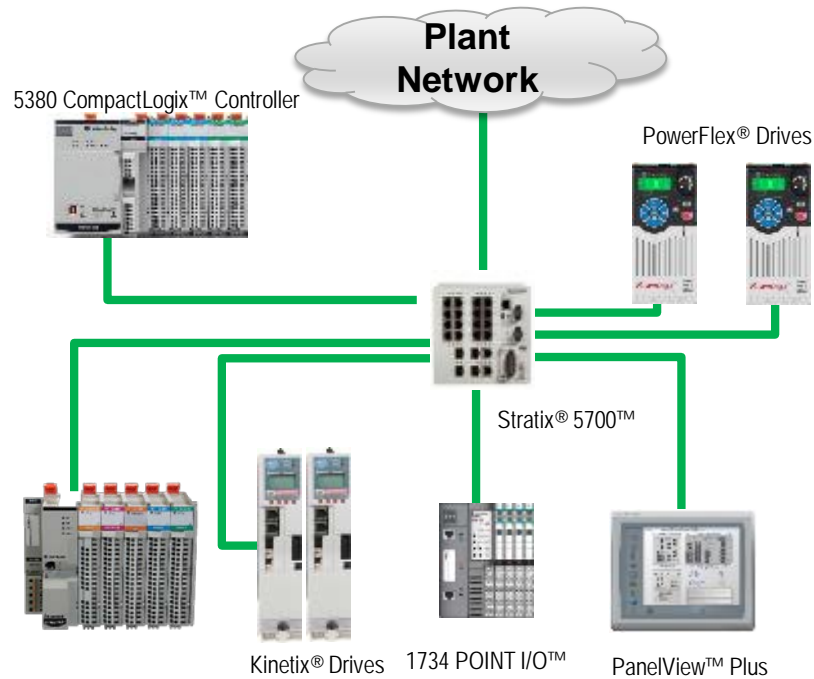 Plant
Network
5380 CompactLogix™ Controller
PowerFlex® Drives
Stratix® 5700™
Kinetix® Drives
1734 POINT I/O™
PanelView™ Plus